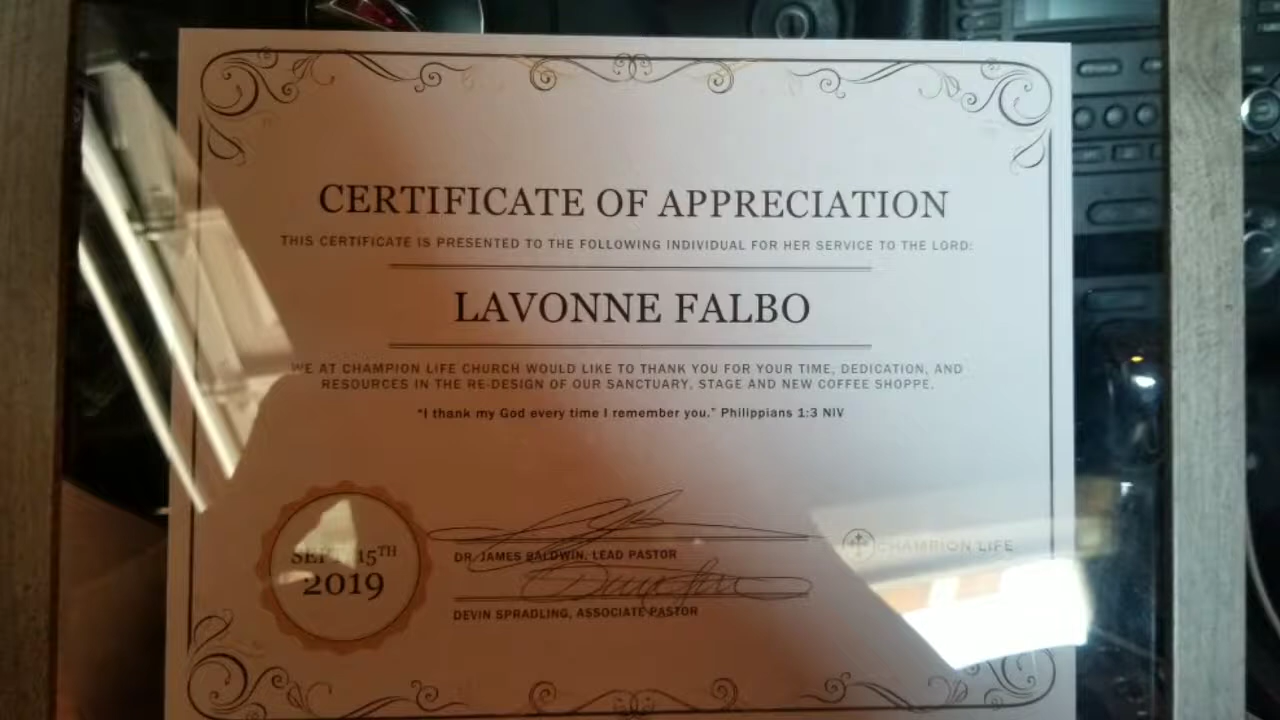 CERTIFICATE OF APPRECIATION
THIS CERTIFICATE IS PRESENTED TO THE FOLLOWING INDIVIDUAL FOR HER SERVICE TO THE LORD:
LAVONNE FALBO
WE AT CHAMPION LIFE CHURCH WOULD LIKE TO THANK YOU FOR YOUR TIME, DEDICATION, AND
RESOURCES IN THE RE-DESIGN OF OUR SANCTUARY, STAGE AND NEW COFFEE SHOPPE.
"I thank my God every time I remember you." Philippians 1:3 NIV
SEPT 15TH
2019
DR. JAMES BALDWIN, LEAD PASTOR
DEVIN SPRADLING, ASSOCIATE PASTOR
CHAMPION LIFE